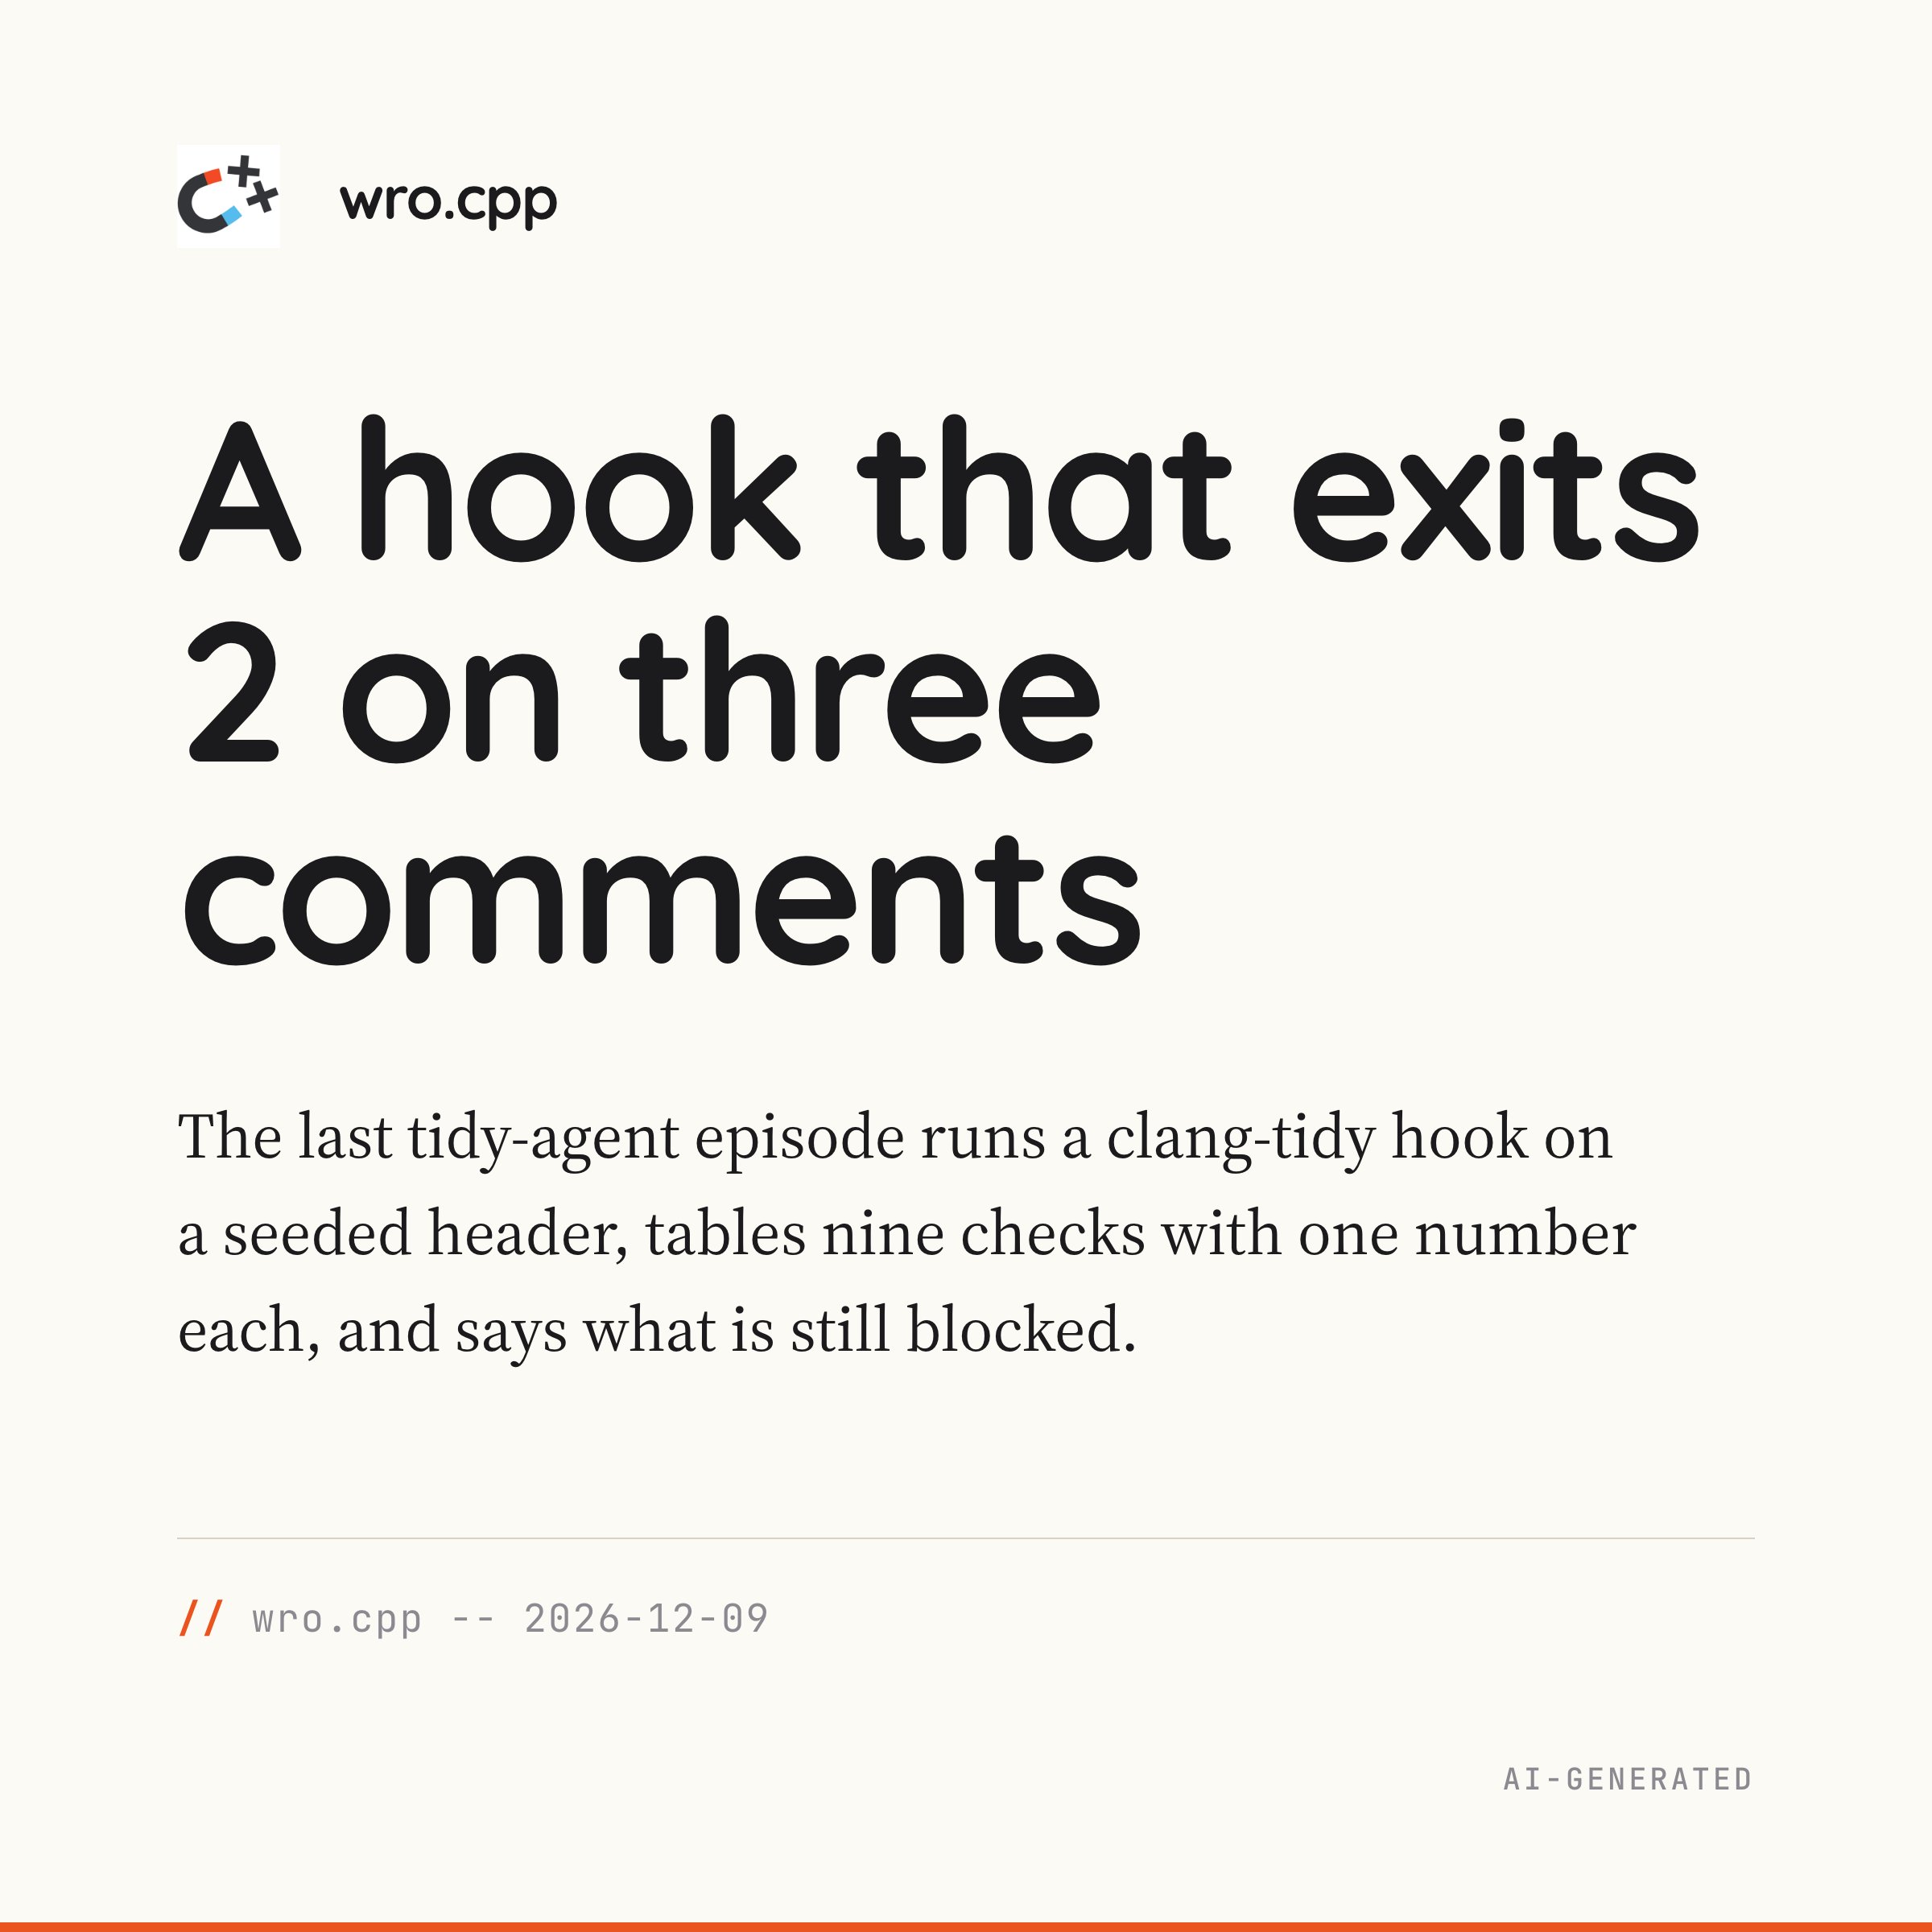 wro.cpp
A hook that exits
2 on three
comments
The last tidy-agent episode runs a clang-tidy hook on
a seeded header, tables nine checks with one number
each, and says what is still blocked.
// wro.cpp -- 2026-12-09
AI-GENERATED